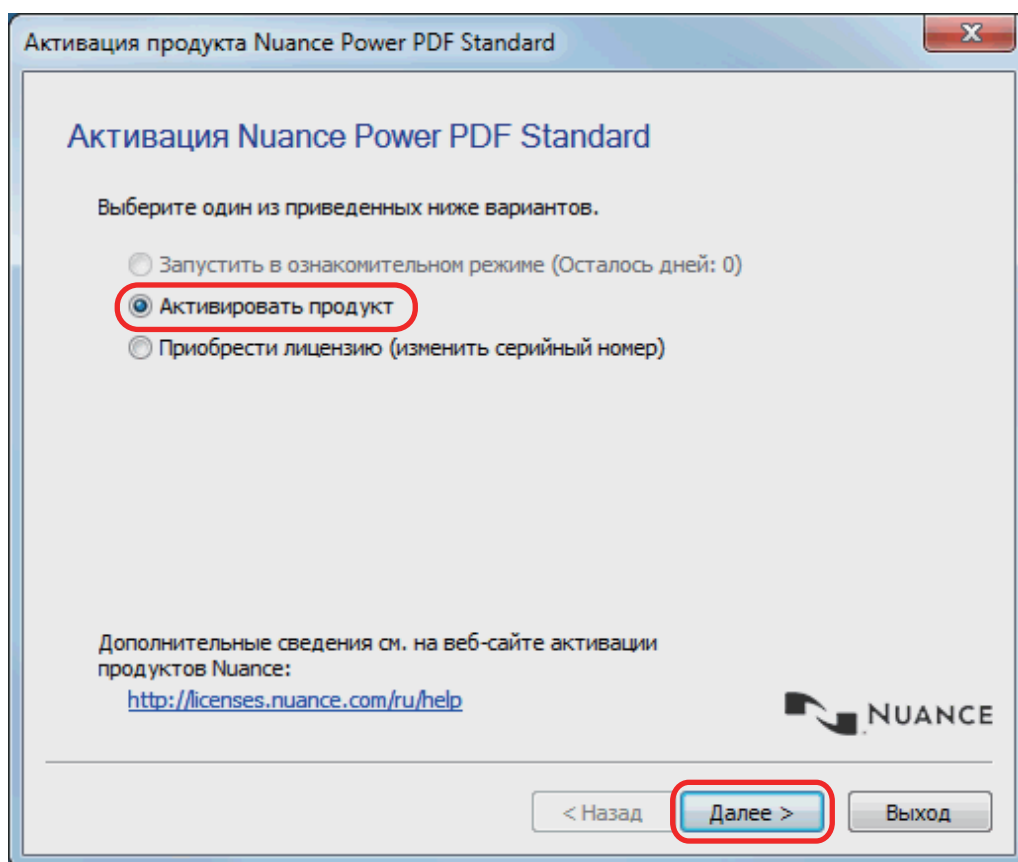 Активация продукта Nuance Power PDF Standard
Активация Nuance Power PDF Standard
Выберите один из приведенных ниже вариантов.
Запустить в ознакомительном режиме (Осталось дней: 0)
Активировать продукт
Приобрести лицензию (изменить серийный номер)
Дополнительные сведения см. на веб-сайте активации
продуктов Nuance:
http://licenses.nuance.com/ru/help
NUANCE
< Назад
Далее >
Выход